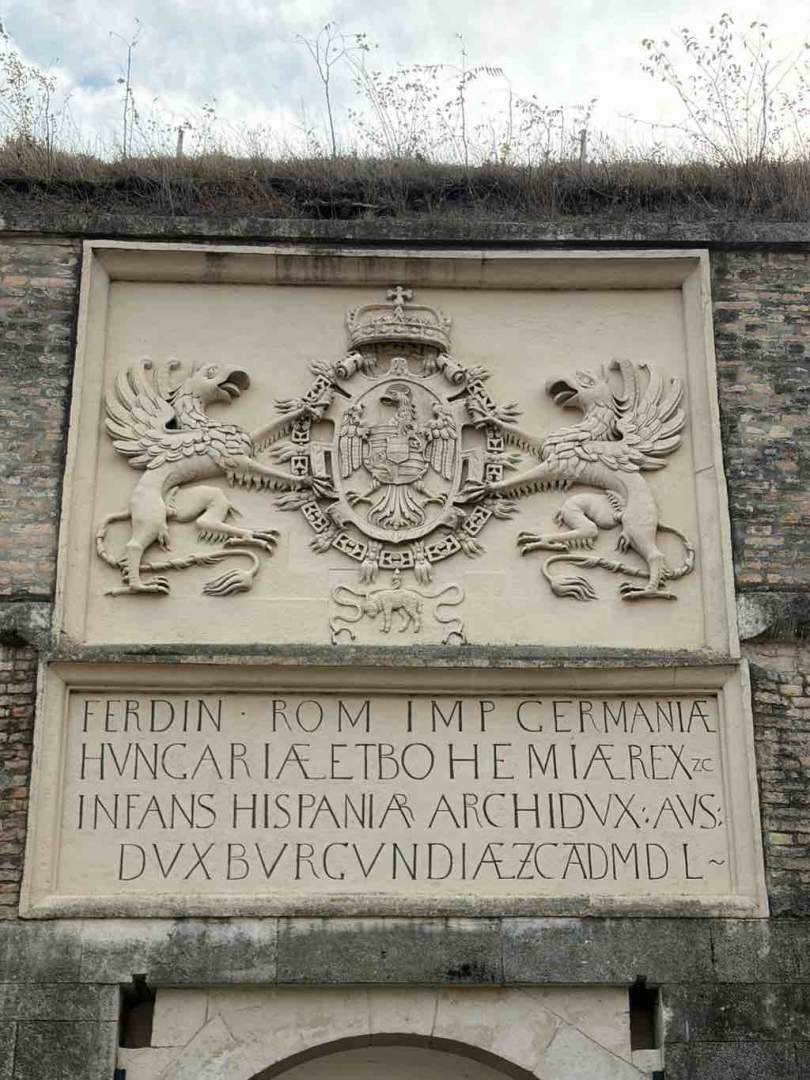 FERDIN · ROM IMP GERMANIÆ
HVNGARIÆ ET BOHEMIÆ REX ZC
INFANS HISPANIÆ ARCHIDVX : AVS :
DVX BVRGVNDIÆ ZC AD MDL ~